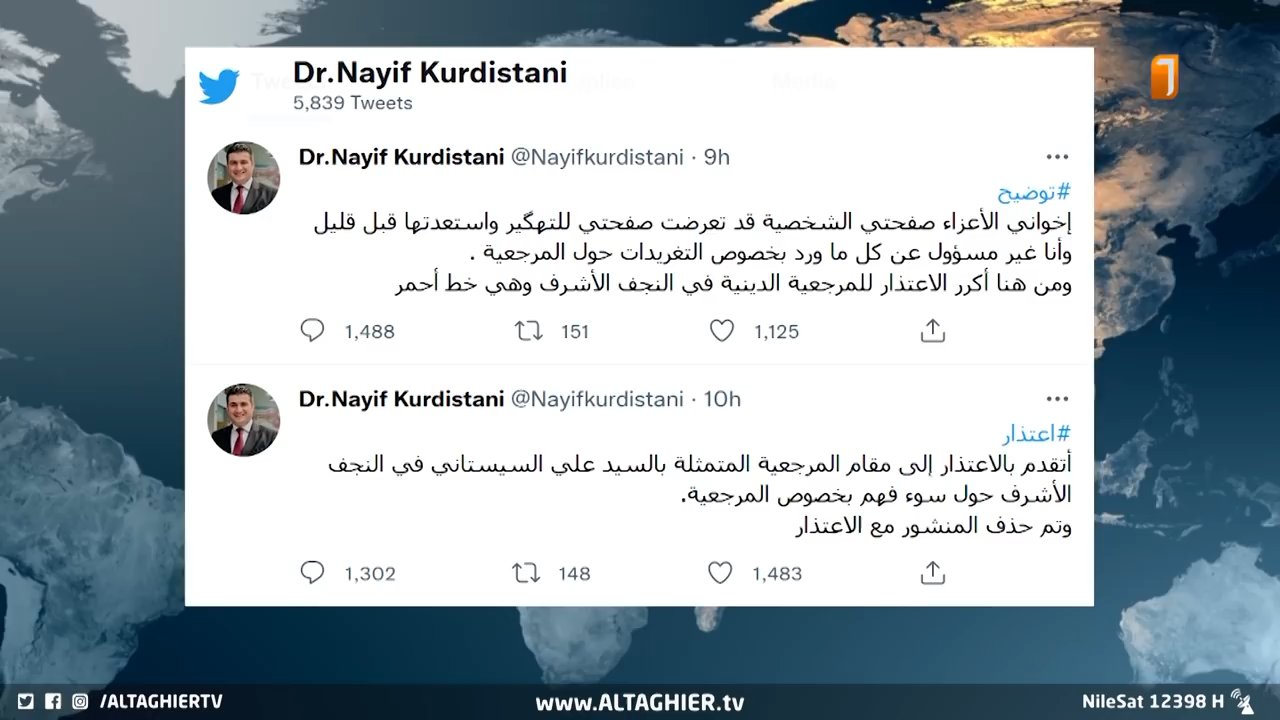 Dr.Nayif Kurdistani
5,839 Tweets
Dr.Nayif Kurdistani @Nayifkurdistani · 9h
#توضيح
إخواني الأعزاء صفحتي الشخصية قد تعرضت صفحتي للتهگير واستعدتها قبل قليل
وأنا غير مسؤول عن كل ما ورد بخصوص التغريدات حول المرجعية .
ومن هنا أكرر الاعتذار للمرجعية الدينية في النجف الأشرف وهي خط أحمر
1,488 151 1,125
Dr.Nayif Kurdistani @Nayifkurdistani · 10h
#اعتذار
أتقدم بالاعتذار إلى مقام المرجعية المتمثلة بالسيد علي السيستاني في النجف
الأشرف حول سوء فهم بخصوص المرجعية.
وتم حذف المنشور مع الاعتذار
1,302 148 1,483
/ALTAGHIERTV www.ALTAGHIER.tv NileSat 12398 H